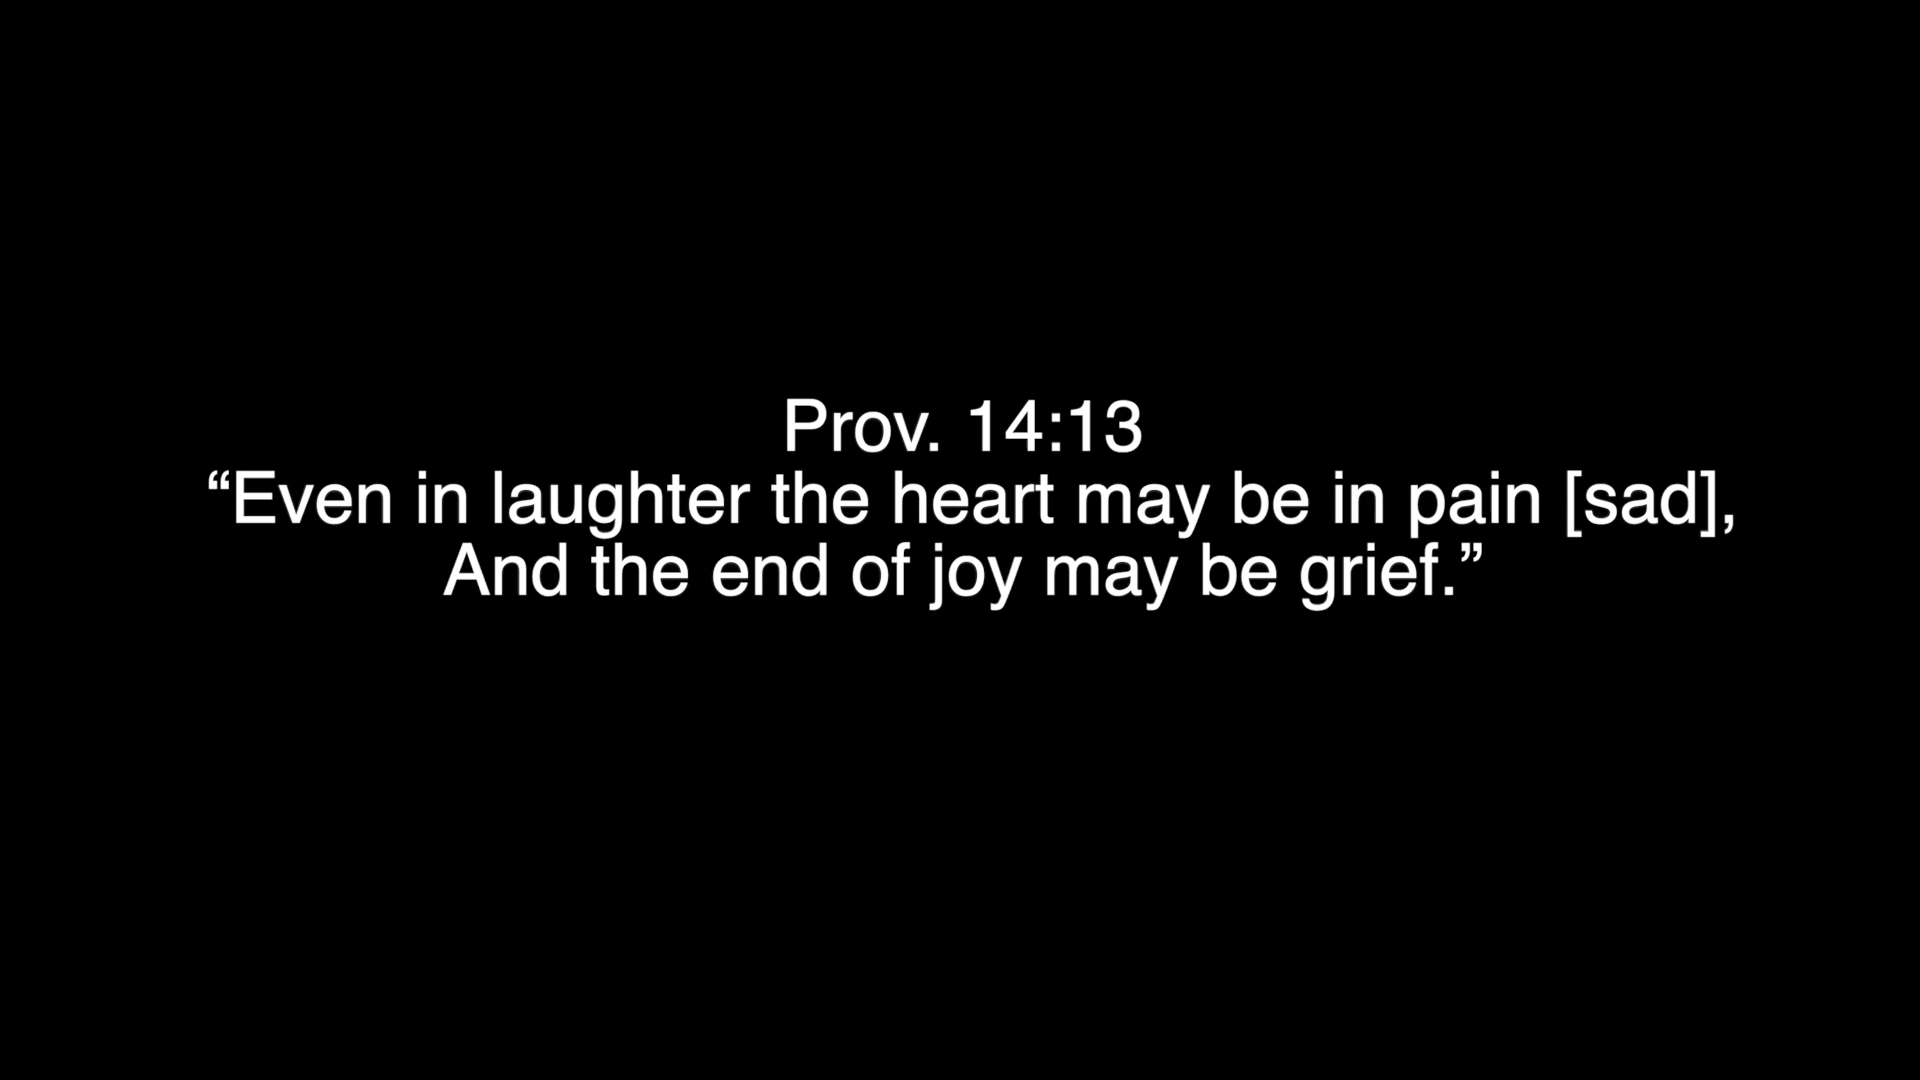 Prov. 14:13
“Even in laughter the heart may be in pain [sad],
And the end of joy may be grief.”